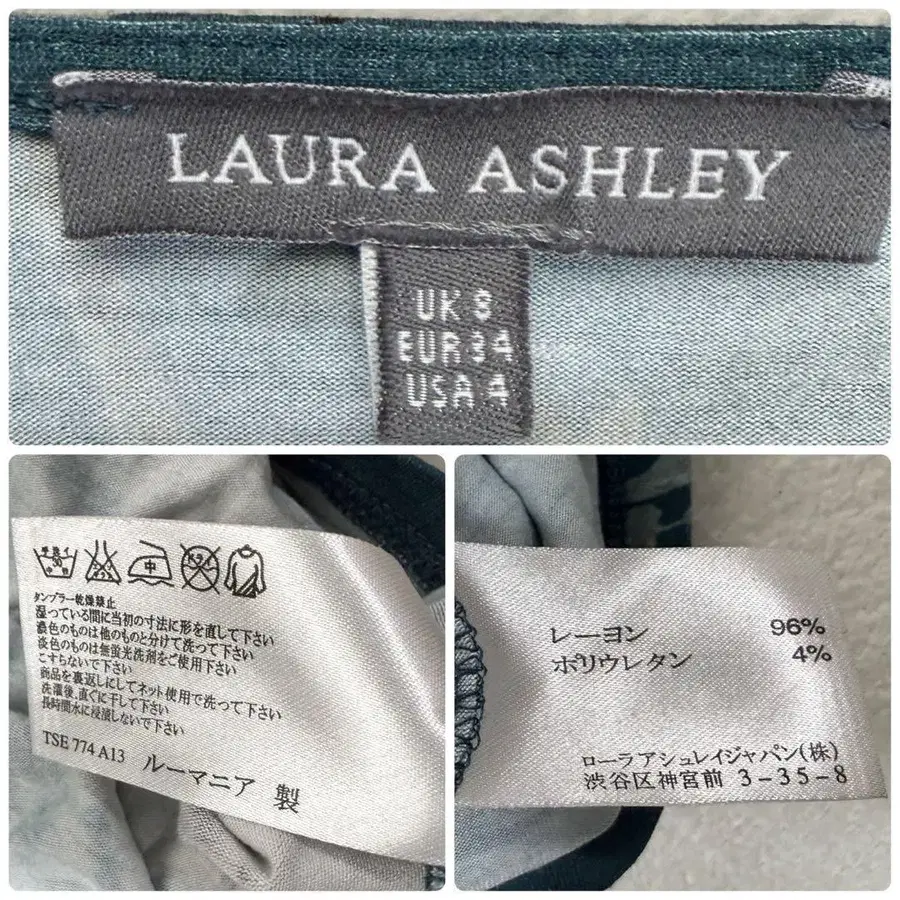 LAURA ASHLEY
UK 8
EUR 34
USA 4
タンブラー乾燥禁止
湿っている間に当初の寸法に形を直して下さい
濃色のものは他のものと分けて洗って下さい
淡色のものは無蛍光洗剤をご使用下さい
こすらないで下さい
商品を裏返しにしてネット使用で洗って下さい
洗濯後、直ぐに干して下さい
長時間水に浸漬しないで下さい
TSE 774 A13 ルーマニア 製
中
レーヨン 96%
ポリウレタン 4%
ローラ アシュレイジャパン(株)
渋谷区神宮前 3-35-8